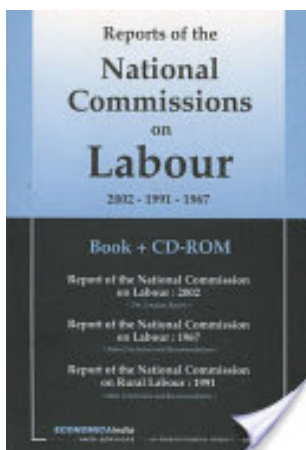 Reports of the
National
Commissions
on
Labour
2002 - 1991 - 1967
Book + CD-ROM
Report of the National Commission
on Labour : 2002
Report of the National Commission
on Labour : 1967
Report of the National Commission
on Rural Labour : 1991
ECONOMICA India